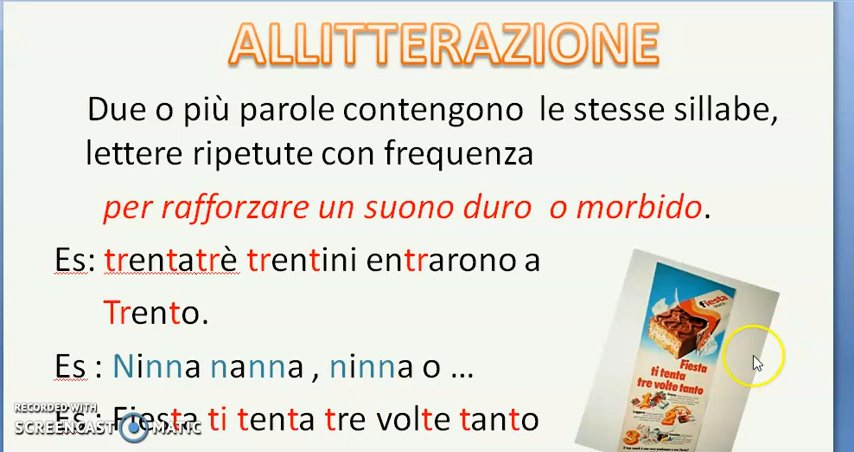 ALLITTERAZIONE
Due o più parole contengono le stesse sillabe,
lettere ripetute con frequenza
per rafforzare un suono duro o morbido.
Es: trentatrè trentini entrarono a
Trento.
Es : Ninna nanna , ninna o ...
Es : Fiesta ti tenta tre volte tanto
fiesta
Fiesta
ti tenta
tre volte tanto
RECORDED WITH
SCREENCAST MATIC